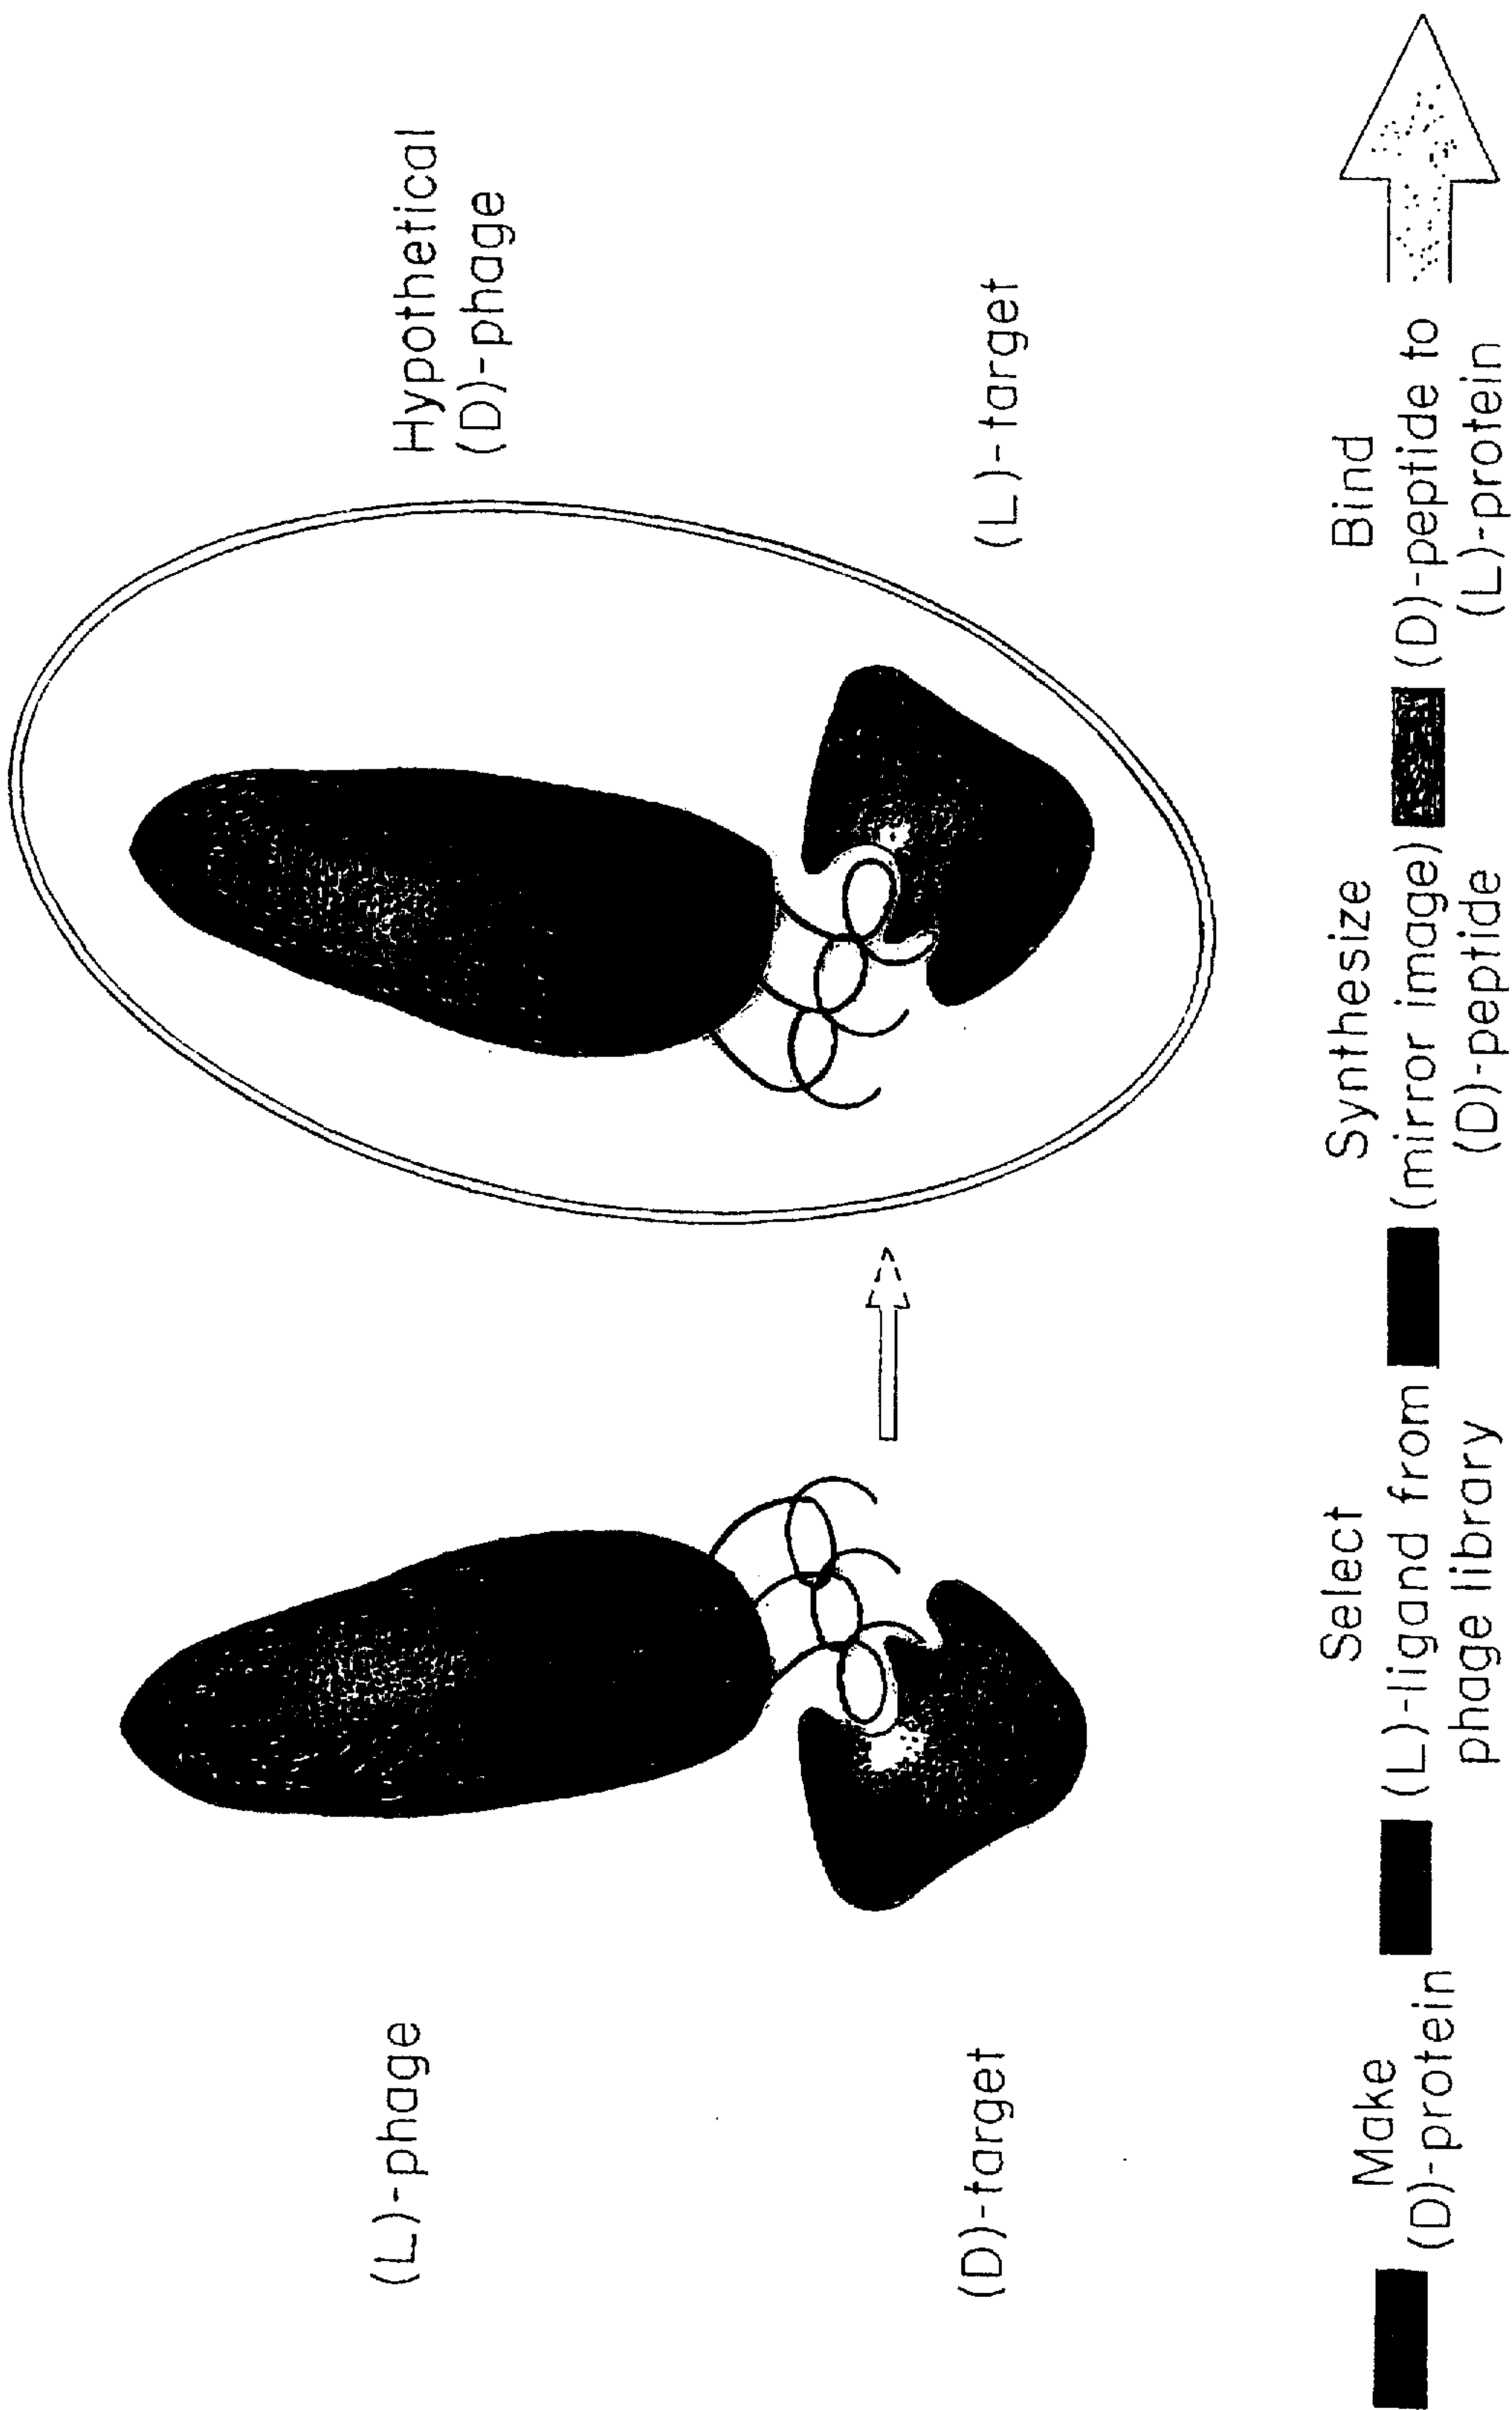 (L)-phage
(D)-target
Hypothetical
(D)-phage
(L)-target
Make
(D)-protein
Select
(L)-ligand from
phage library
Synthesize
(mirror image)
(D)-peptide
Bind
(D)-peptide to
(L)-protein